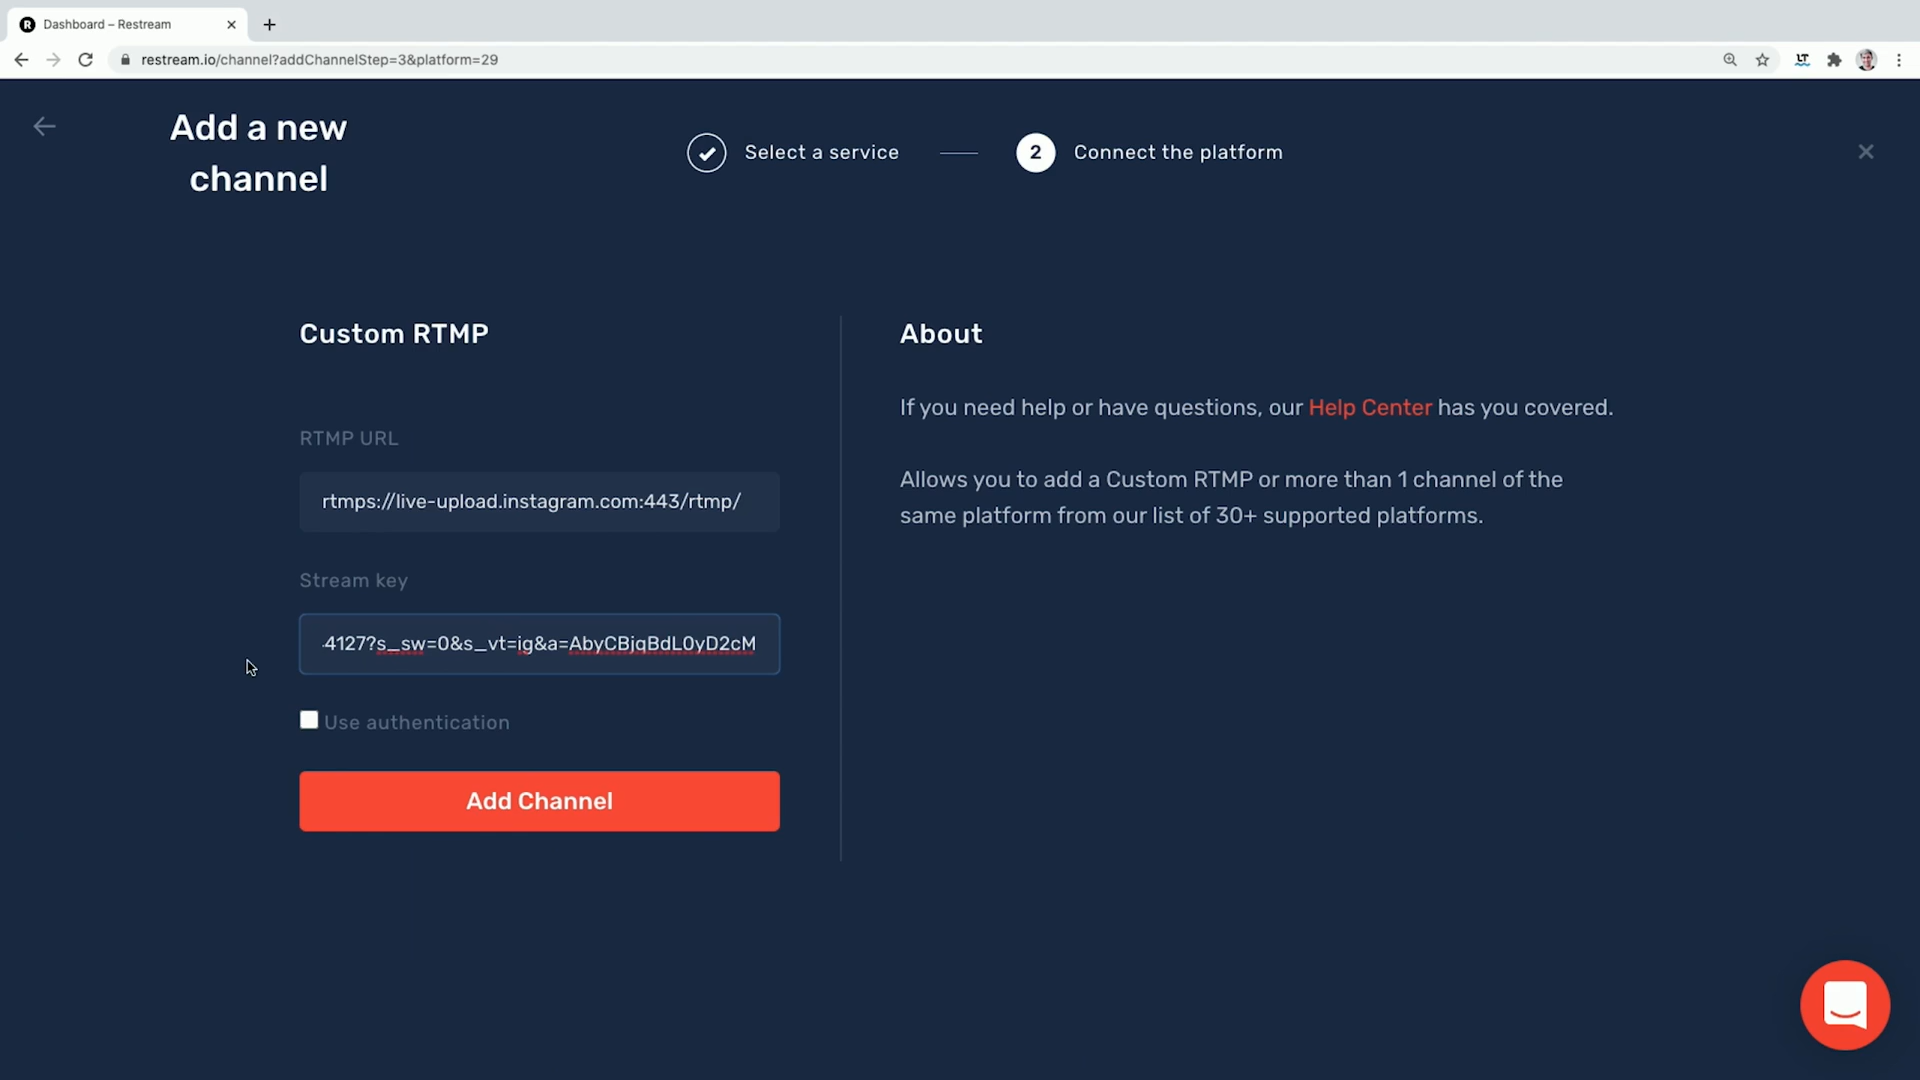 Dashboard – Restream
restream.io/channel?addChannelStep=3&platform=29
Add a new
channel
Select a service
2
Connect the platform
Custom RTMP
RTMP URL
rtmps://live-upload.instagram.com:443/rtmp/
Stream key
4127?s_sw=0&s_vt=ig&a=AbyCBjqBdL0yD2cM
Use authentication
Add Channel
About
If you need help or have questions, our Help Center has you covered.
Allows you to add a Custom RTMP or more than 1 channel of the
same platform from our list of 30+ supported platforms.